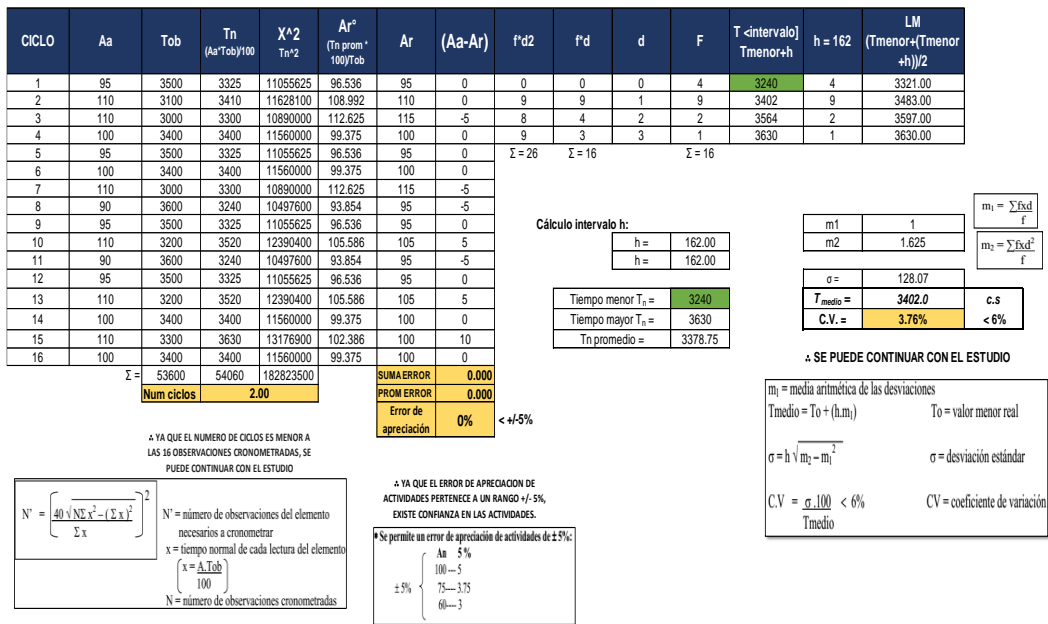 CICLO Aa Tob Tn (Aa*Tob)/100 X^2 Tn^2 Ar° (Tn prom * 100)/Tob Ar (Aa-Ar) f*d2 f*d d F T <intervalo] Tmenor+h h = 162 LM (Tmenor+(Tmenor +h))/2
1 95 3500 3325 11055625 96.536 95 0 0 0 0 4 3240 4 3321.00
2 110 3100 3410 11628100 108.992 110 0 9 9 1 9 3402 9 3483.00
3 110 3000 3300 10890000 112.625 115 -5 8 4 2 2 3564 2 3597.00
4 100 3400 3400 11560000 99.375 100 0 9 3 3 1 3630 1 3630.00
5 95 3500 3325 11055625 96.536 95 0 Σ = 26 Σ = 16 Σ = 16
6 100 3400 3400 11560000 99.375 100 0
7 110 3000 3300 10890000 112.625 115 -5
8 90 3600 3240 10497600 93.854 95 -5
9 95 3500 3325 11055625 96.536 95 0
10 110 3200 3520 12390400 105.586 105 5
11 90 3600 3240 10497600 93.854 95 -5
12 95 3500 3325 11055625 96.536 95 0
13 110 3200 3520 12390400 105.586 105 5
14 100 3400 3400 11560000 99.375 100 0
15 110 3300 3630 13176900 102.386 100 10
16 100 3400 3400 11560000 99.375 100 0
Σ = 53600 54060 182823500 SUMA ERROR 0.000
Num ciclos 2.00 PROM ERROR 0.000
Error de apreciación 0% < +/-5%
Cálculo intervalo h:
h = 162.00
h = 162.00
Tiempo menor Tn = 3240
Tiempo mayor Tn = 3630
Tn promedio = 3378.75
m1 1
m2 1.625
m₁ = ∑fxd
f
m₂ = ∑fxd²
f
σ = 128.07
Tmedio = 3402.0 c.s
C.V. = 3.76% < 6%
∴ SE PUEDE CONTINUAR CON EL ESTUDIO
m₁ = media aritmética de las desviaciones
Tmedio = To + (h.m₁) To = valor menor real
σ = h √ m₂ – m₁² σ = desviación estándar
C.V = σ .100 < 6% CV = coeficiente de variación
Tmedio
∴ YA QUE EL NUMERO DE CICLOS ES MENOR A
LAS 16 OBSERVACIONES CRONOMETRADAS, SE
PUEDE CONTINUAR CON EL ESTUDIO
N' = (40 √ NΣ x² – (Σ x)²)²
Σ x
N' = número de observaciones del elemento
necesarios a cronometrar
x = tiempo normal de cada lectura del elemento
(x = A.Tob)
100
N = número de observaciones cronometradas
∴ YA QUE EL ERROR DE APRECIACION DE
ACTIVIDADES PERTENECE A UN RANGO +/- 5%,
EXISTE CONFIANZA EN LAS ACTIVIDADES.
* Se permite un error de apreciación de actividades de ± 5%:
An 5 %
100 --- 5
± 5% { 75---- 3.75
60---- 3